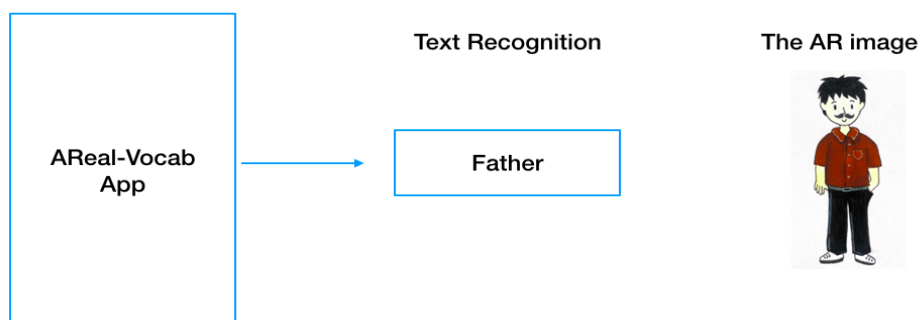 Text Recognition
The AR image
AReal-Vocab
App
Father